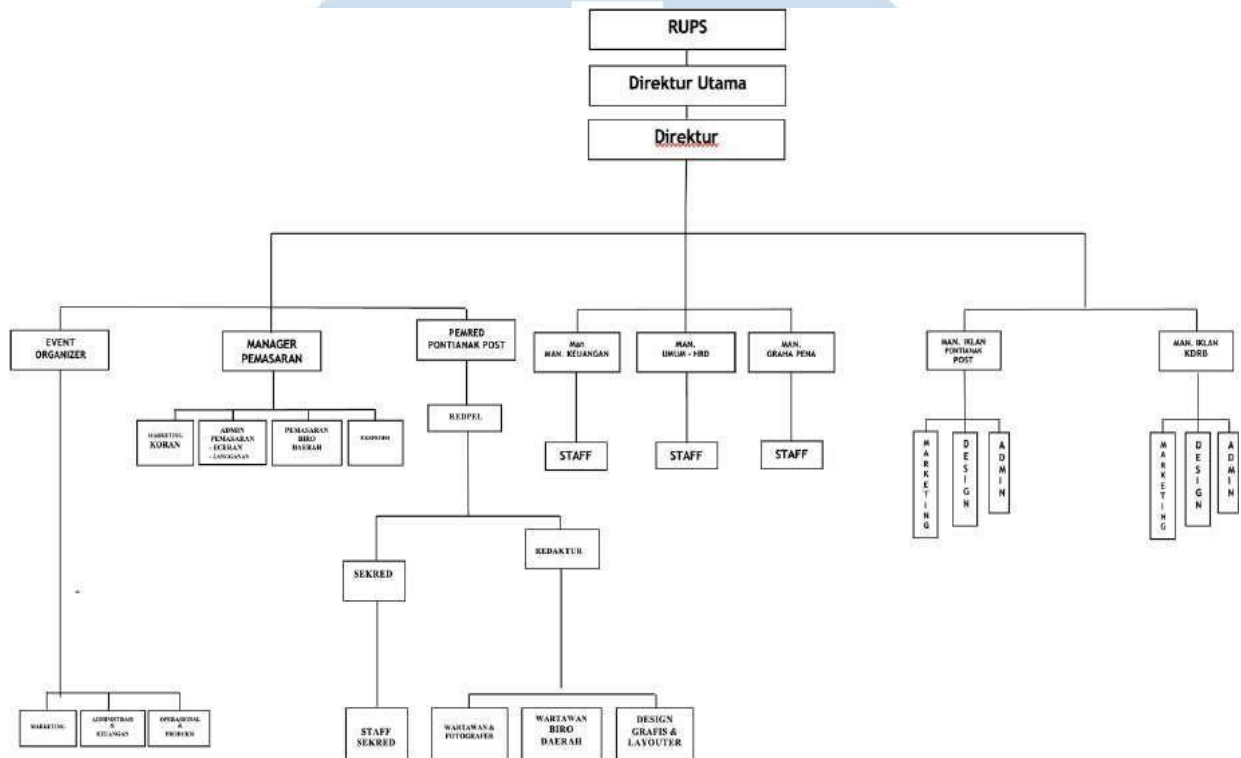 RUPS
Direktur Utama
Direktur
EVENT
ORGANIZER
MANAGER
PEMASARAN
PEMRED
PONTIANAK POST
Man
MAN. KEUANGAN
MAN.
UMUM - HRD
MAN.
GRAHA PENA
MAN. IKLAN
PONTIANAK
POST
MAN. IKLAN
KDRB
MARKETING
KORAN
ADMIN
PEMASARAN
- ECERAN
- LANGGANAN
PEMASARAN
BIRO
DAERAH
EKSPEDISI
REDPEL
STAFF
STAFF
STAFF
MARKETING
DESIGN
ADMIN
MARKETING
DESIGN
ADMIN
SEKRED
REDAKTUR
MARKETING
ADMINISTRASI
&
KEUANGAN
OPERASIONAL
&
PRODUKSI
STAFF
SEKRED
WARTAWAN &
FOTOGRAFER
WARTAWAN
BIRO
DAERAH
DESIGN
GRAFIS &
LAYOUTER